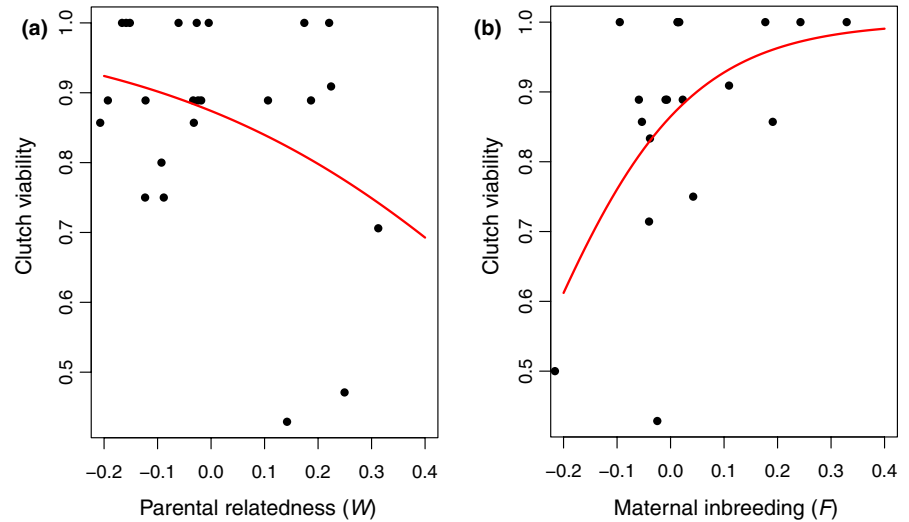 (a)
Clutch viability
1.0
0.9
0.8
0.7
0.6
0.5
−0.2 −0.1 0.0 0.1 0.2 0.3 0.4
Parental relatedness (W)
(b)
Clutch viability
1.0
0.9
0.8
0.7
0.6
0.5
−0.2 −0.1 0.0 0.1 0.2 0.3 0.4
Maternal inbreeding (F)